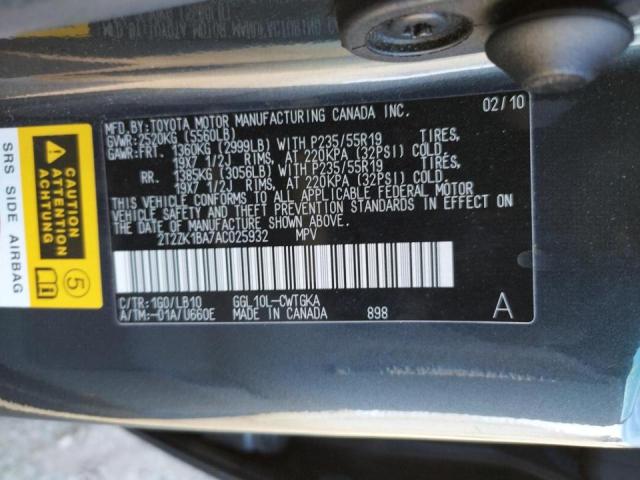 MFD. BY: TOYOTA MOTOR MANUFACTURING CANADA INC. 02/10
GVWR: 2520KG (5560LB)
GAWR: FRT. 1360KG (2999LB) WITH P235/55R19 TIRES,
19X7 1/2J RIMS, AT 220KPA (32PSI) COLD.
RR. 1385KG (3056LB) WITH P235/55R19 TIRES,
19X7 1/2J RIMS, AT 220KPA (32PSI) COLD.
THIS VEHICLE CONFORMS TO ALL APPLICABLE FEDERAL MOTOR
VEHICLE SAFETY AND THEFT PREVENTION STANDARDS IN EFFECT ON
THE DATE OF MANUFACTURE SHOWN ABOVE.
2T2ZK1BA7AC025932 MPV
C/TR: 1G0/LB10 GGL10L-CWTGKA
A/TM: -01A/U660E MADE IN CANADA 898 A
SRS SIDE AIRBAG
ACHTUNG
5